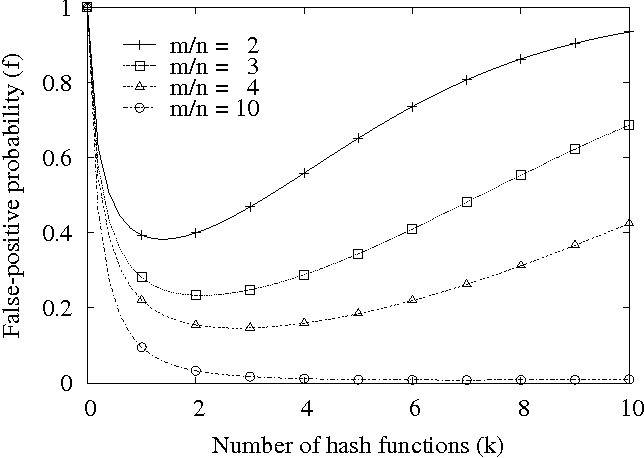 False-positive probability (f)
1
0.8
0.6
0.4
0.2
0
m/n = 2
m/n = 3
m/n = 4
m/n = 10
0 2 4 6 8 10
Number of hash functions (k)